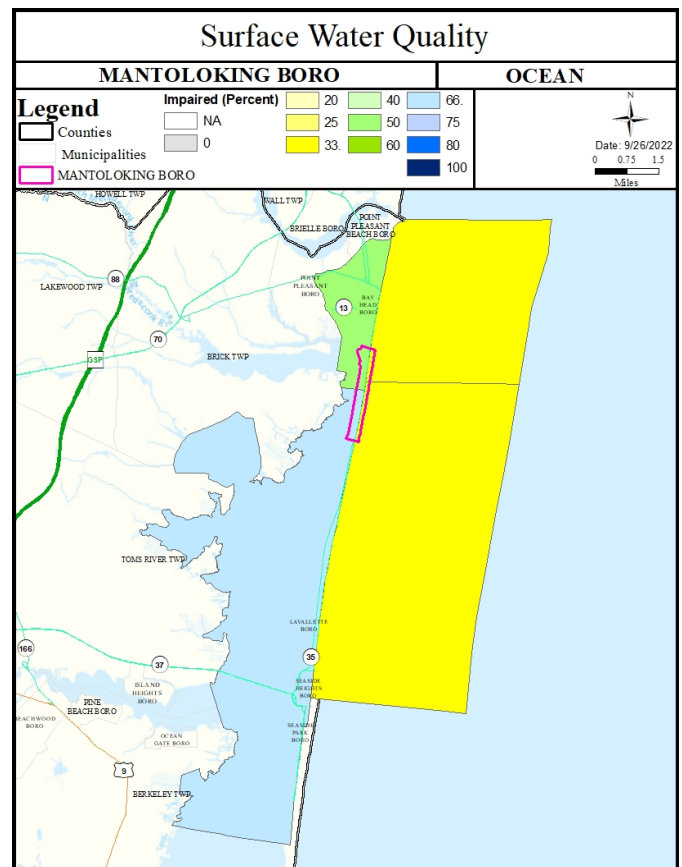 Surface Water Quality
MANTOLOKING BORO
OCEAN
Legend
Counties
Municipalities
MANTOLOKING BORO
Impaired (Percent)
NA
0
20
25
33.
40
50
60
66.
75
80
100
N
Date: 9/26/2022
0 0.75 1.5
Miles
HOWELL TWP
WALL TWP
BRIELLE BORO
POINT
PLEASANT
BEACH BORO
88
LAKEWOOD TWP
POINT
PLEASANT
BORO
13
BAY
HEAD
BORO
70
GSP
BRICK TWP
TOMS RIVER TWP
LAVALLETTE
BORO
166
37
35
ISLAND
HEIGHTS
BORO
SEASIDE
HEIGHTS
BORO
PINE
BEACH BORO
BEACHWOOD
BORO
OCEAN
GATE BORO
SEASIDE
PARK
BORO
9
BERKELEY TWP